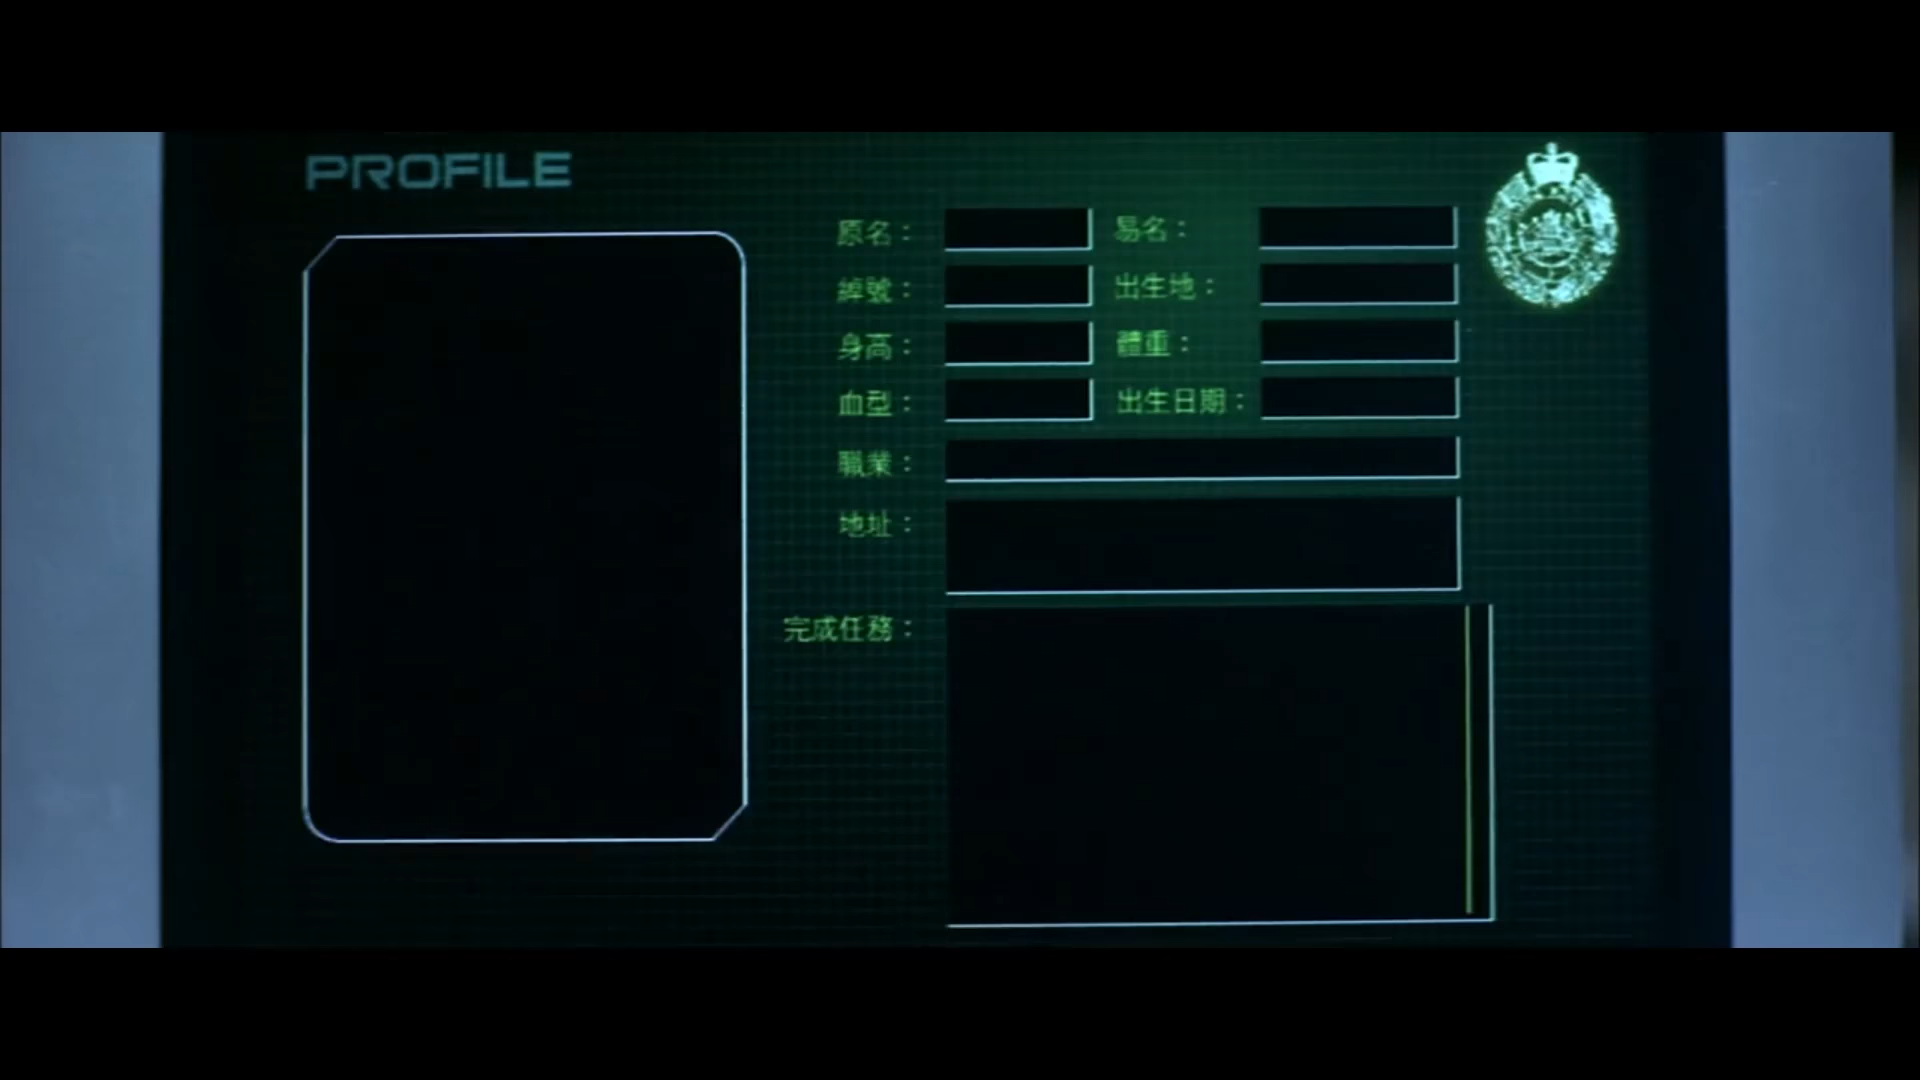 PROFILE
原名： 易名：
綽號： 出生地：
身高： 體重：
血型： 出生日期：
職業：
地址：
完成任務：